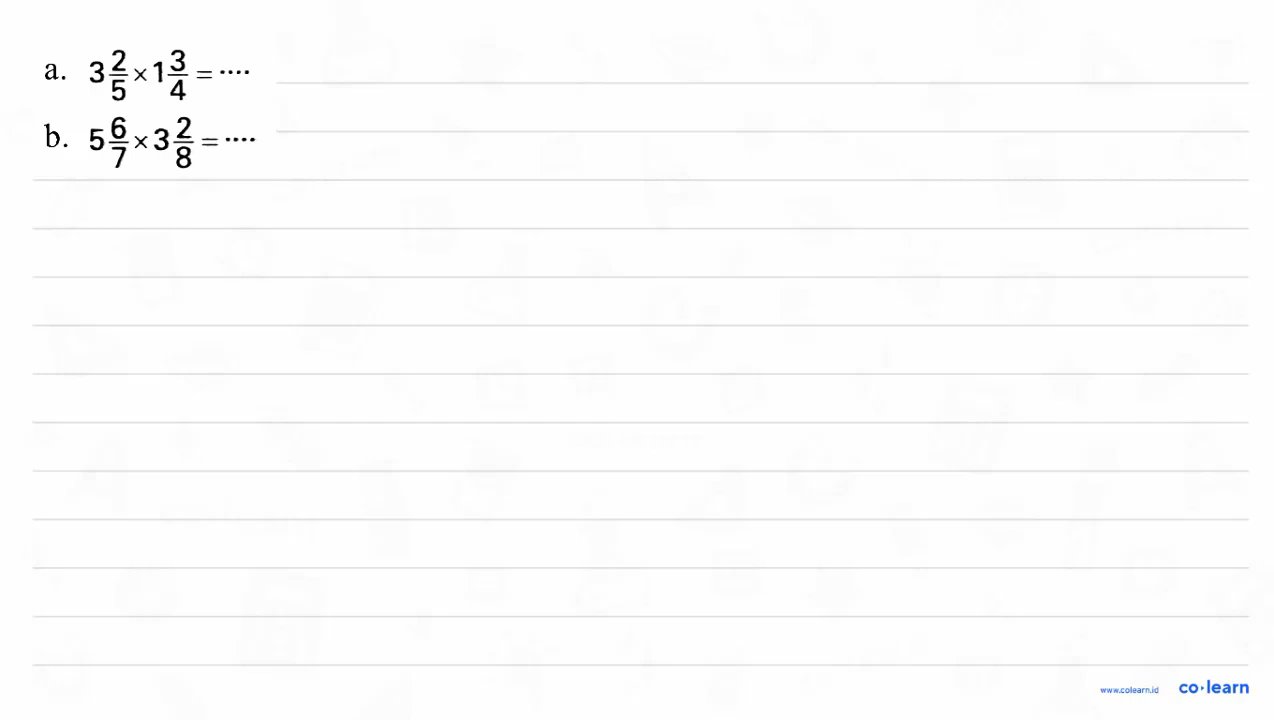 a. 3 2/5 × 1 3/4 = ....
b. 5 6/7 × 3 2/8 = ....
www.colearn.id co·learn